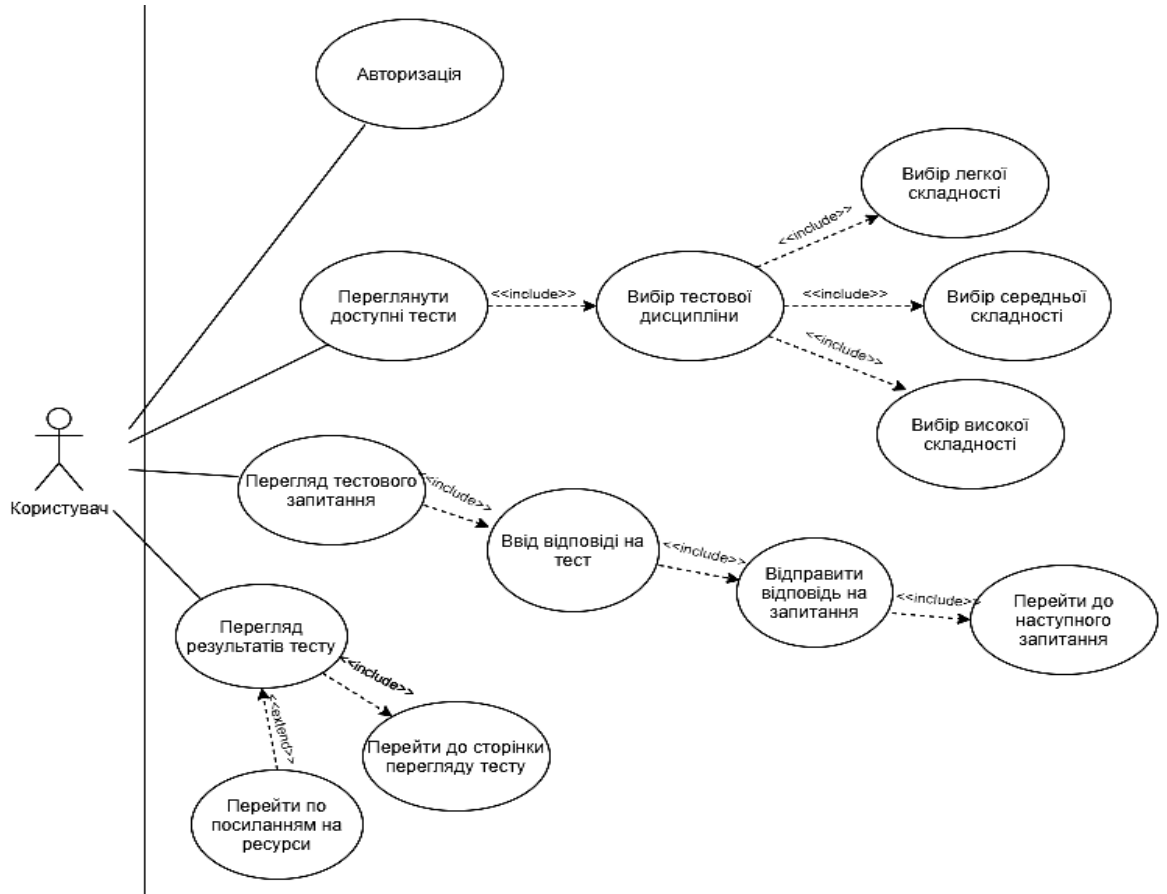 Авторизація
Вибір легкої
складності
<<include>>
Переглянути
доступні тести
<<include>>
Вибір тестової
дисципліни
<<include>>
Вибір середньої
складності
<<include>>
Вибір високої
складності
Користувач
Перегляд тестового
запитання
<<include>>
Ввід відповіді на
тест
<<include>>
Відправити
відповідь на
запитання
<<include>>
Перейти до
наступного
запитання
Перегляд
результатів тесту
<<include>>
Перейти до сторінки
перегляду тесту
<<extend>>
Перейти по
посиланням на
ресурси